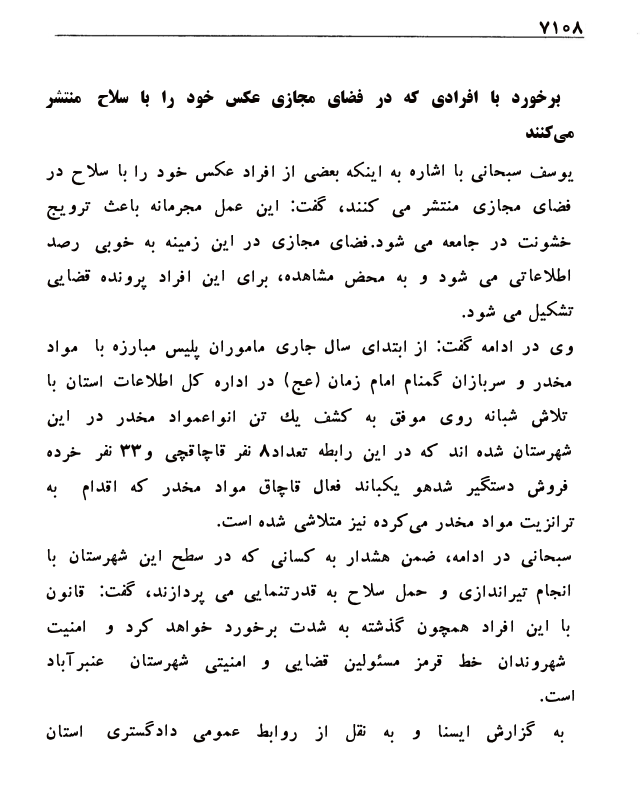 ۷۱۰۸
برخورد با افرادی که در فضای مجازی عکس خود را با سلاح منتشر
می‌کنند
یوسف سبحانی با اشاره به اینکه بعضی از افراد عکس خود را با سلاح در
فضای مجازی منتشر می کنند، گفت: این عمل مجرمانه باعث ترویج
خشونت در جامعه می شود.فضای مجازی در این زمینه به خوبی رصد
اطلاعاتی می شود و به محض مشاهده، برای این افراد پرونده قضایی
تشکیل می شود.
وی در ادامه گفت: از ابتدای سال جاری ماموران پلیس مبارزه با مواد
مخدر و سربازان گمنام امام زمان (عج) در اداره کل اطلاعات استان با
تلاش شبانه روی موفق به کشف یك تن انواعمواد مخدر در این
شهرستان شده اند که در این رابطه تعداد۸ نفر قاچاقچی و۳۳ نفر خرده
فروش دستگیر شدهو یکباند فعال قاچاق مواد مخدر که اقدام به
ترانزیت مواد مخدر می‌کرده نیز متلاشی شده است.
سبحانی در ادامه، ضمن هشدار به کسانی که در سطح این شهرستان با
انجام تیراندازی و حمل سلاح به قدرتنمایی می پردازند، گفت: قانون
با این افراد همچون گذشته به شدت برخورد خواهد کرد و امنیت
شهروندان خط قرمز مسئولین قضایی و امنیتی شهرستان عنبرآباد
است.
به گزارش ایسنا و به نقل از روابط عمومی دادگستری استان